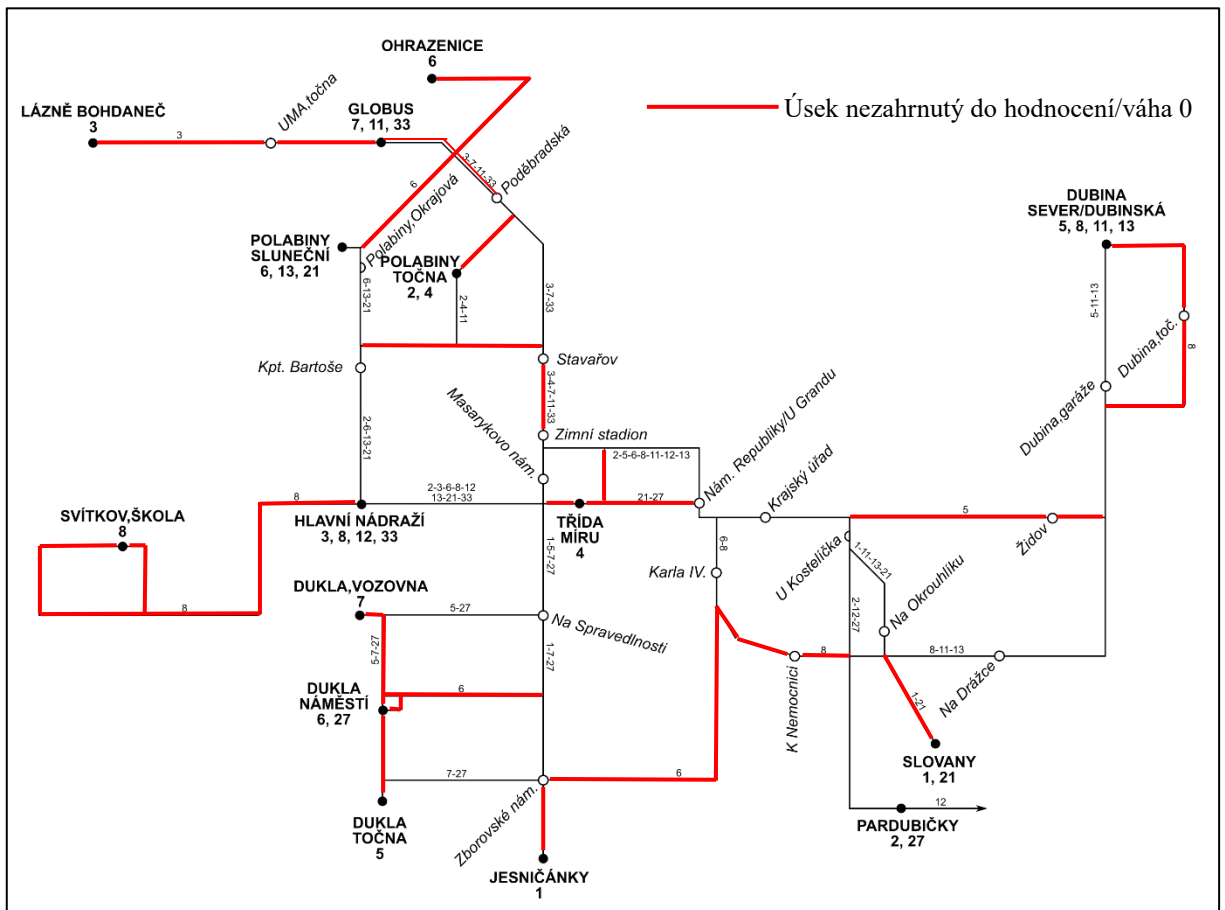 OHRAZENICE
6
LÁZNĚ BOHDANEČ
3
UMA,točna
GLOBUS
7, 11, 33
Úsek nezahrnutý do hodnocení/váha 0
3
3-7-11-33
Poděbradská
6
Polabiny,Okrajová
POLABINY
SLUNEČNÍ
6, 13, 21
POLABINY
TOČNA
2, 4
DUBINA
SEVER/DUBINSKÁ
5, 8, 11, 13
6-13-21
2-4-11
3-7-33
5-11-13
Dubina,toč.
8
Kpt. Bartoše
Stavařov
3-4-7-11-33
Dubina,garáže
Masarykovo nám.
Zimní stadion
2-5-6-8-11-12-13
Nám. Republiky/U Grandu
2-6-13-21
Krajský úřad
8
2-3-6-8-12
13-21-33
21-27
SVÍTKOV,ŠKOLA
8
HLAVNÍ NÁDRAŽÍ
3, 8, 12, 33
TŘÍDA
MÍRU
4
5
Židov
1-5-7-27
6-8
Karla IV.
U Kostelíčka
1-11-13-21
Na Okrouhlíku
8
DUKLA,VOZOVNA
7
5-27
Na Spravedlnosti
2-12-27
5-7-27
1-7-27
8
8-11-13
Na Drážce
K Nemocnici
DUKLA
NÁMĚSTÍ
6, 27
6
1-21
SLOVANY
1, 21
7-27
Zborovské nám.
6
DUKLA
TOČNA
5
12
PARDUBIČKY
2, 27
JESNIČÁNKY
1